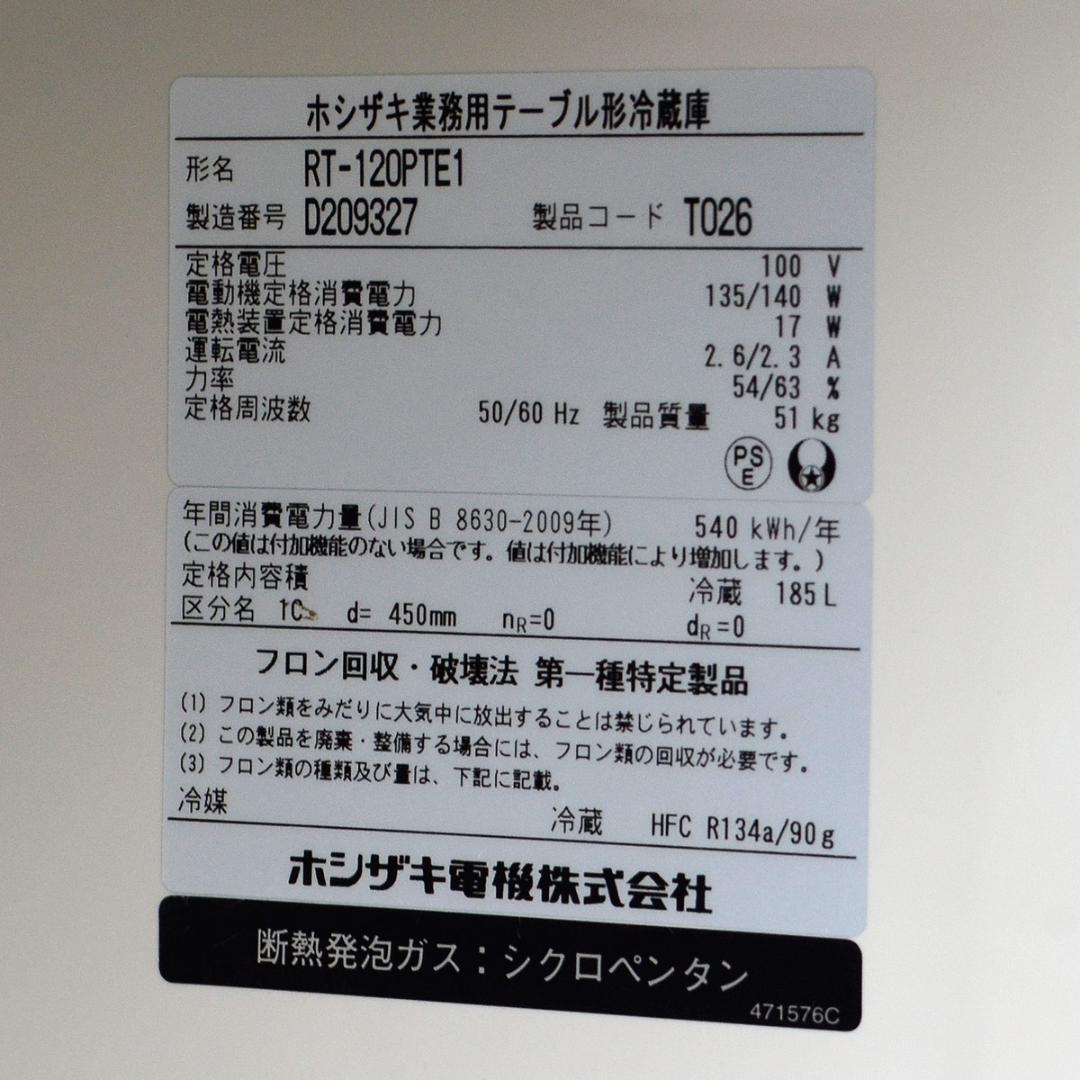 ホシザキ業務用テーブル形冷蔵庫
形名 RT-120PTE1
製造番号 D209327 製品コード T026
定格電圧 100 V
電動機定格消費電力 135/140 W
電熱装置定格消費電力 17 W
運転電流 2.6/2.3 A
力率 54/63 %
定格周波数 50/60 Hz 製品質量 51 kg
PS
E
年間消費電力量(JIS B 8630-2009年) 540 kWh/年
(この値は付加機能のない場合です。値は付加機能により増加します。)
定格内容積 冷蔵 185L
区分名 1C d= 450mm nR=0 dR=0
フロン回収・破壊法 第一種特定製品
(1) フロン類をみだりに大気中に放出することは禁じられています。
(2) この製品を廃棄・整備する場合には、フロン類の回収が必要です。
(3) フロン類の種類及び量は、下記に記載。
冷媒 冷蔵 HFC R134a/90g
ホシザキ電機株式会社
断熱発泡ガス：シクロペンタン
471576C